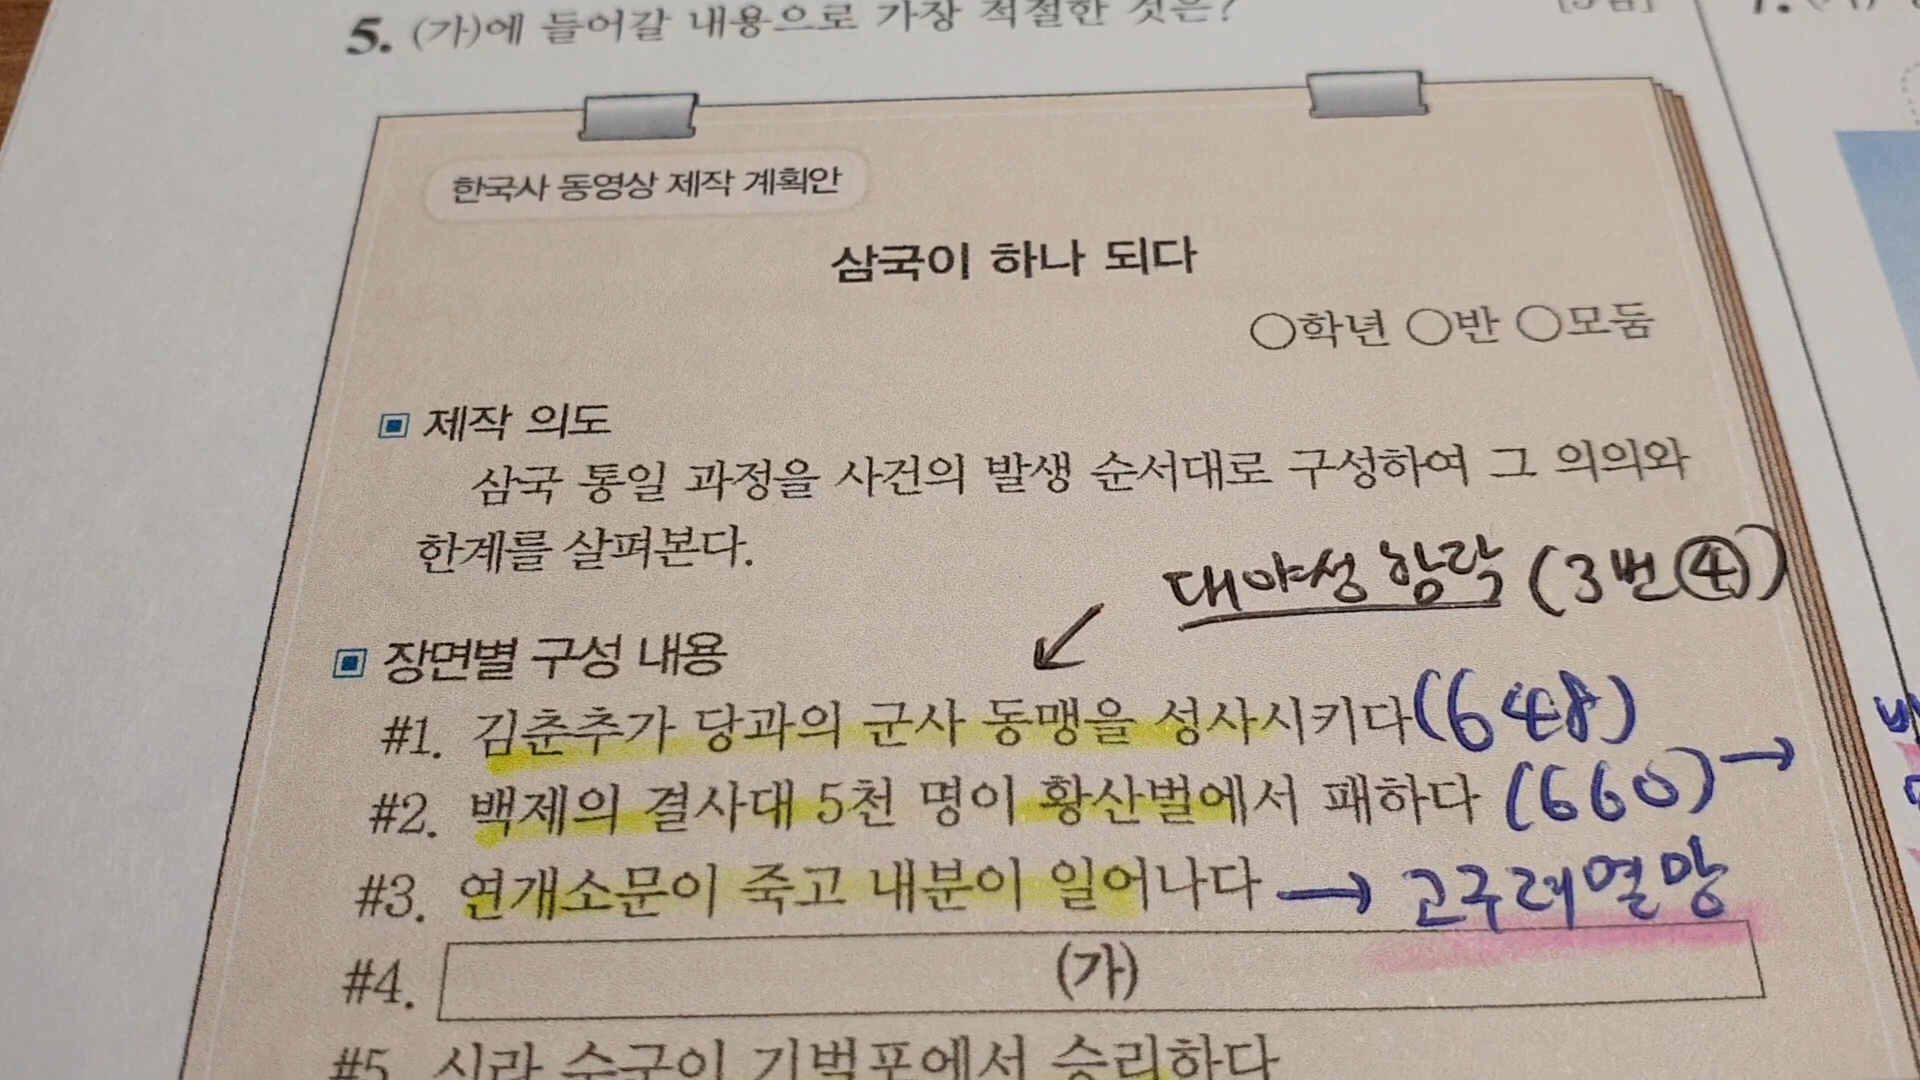 5. (가)에 들어갈 내용으로 가장 적절한 것은?
한국사 동영상 제작 계획안
삼국이 하나 되다
○학년 ○반 ○모둠
제작 의도
삼국 통일 과정을 사건의 발생 순서대로 구성하여 그 의의와
한계를 살펴본다.
대야성 함락 (3번 ④)
장면별 구성 내용
#1. 김춘추가 당과의 군사 동맹을 성사시키다 (648)
#2. 백제의 결사대 5천 명이 황산벌에서 패하다 (660) →
#3. 연개소문이 죽고 내분이 일어나다 → 고구려 멸망
#4. (가)
#5. 신라 수군이 기벌포에서 승리하다